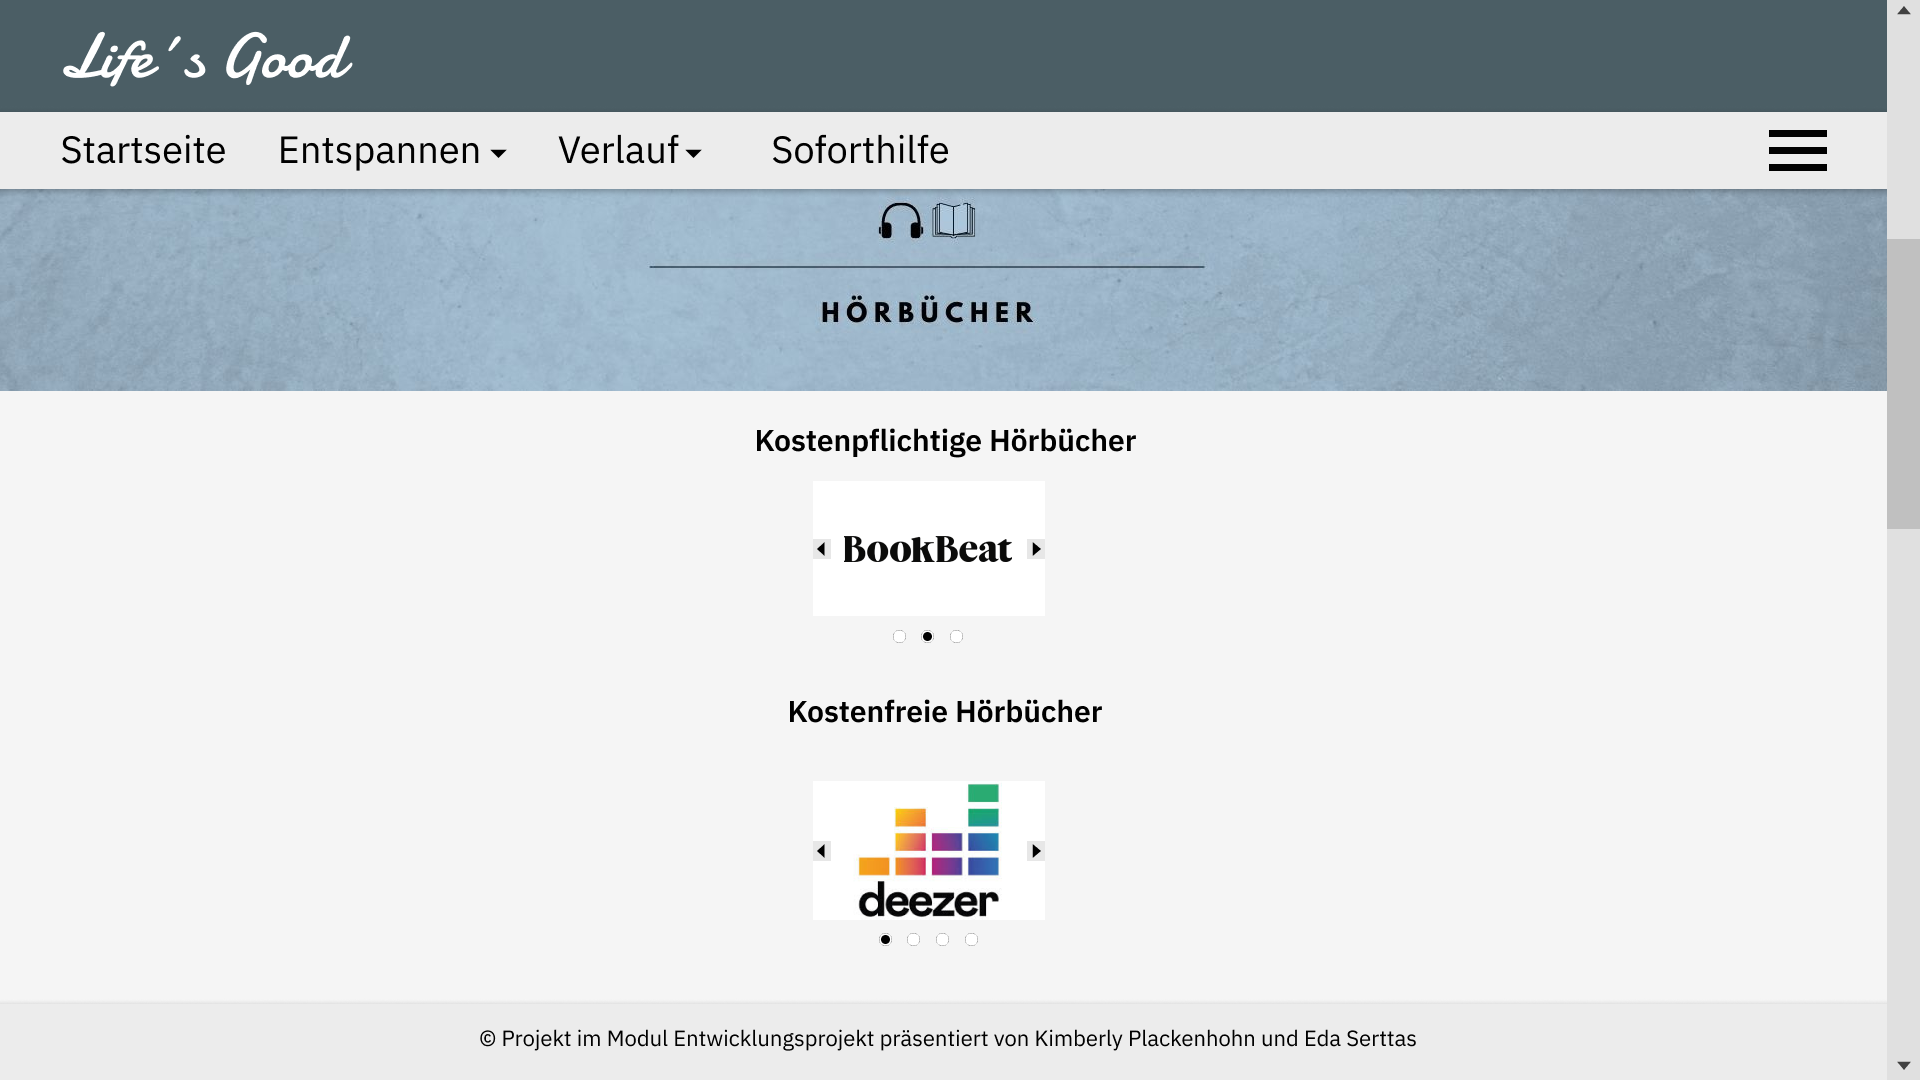 Life´s Good
Startseite Entspannen Verlauf Soforthilfe
HÖRBÜCHER
Kostenpflichtige Hörbücher
BookBeat
Kostenfreie Hörbücher
deezer
© Projekt im Modul Entwicklungsprojekt präsentiert von Kimberly Plackenhohn und Eda Serttas